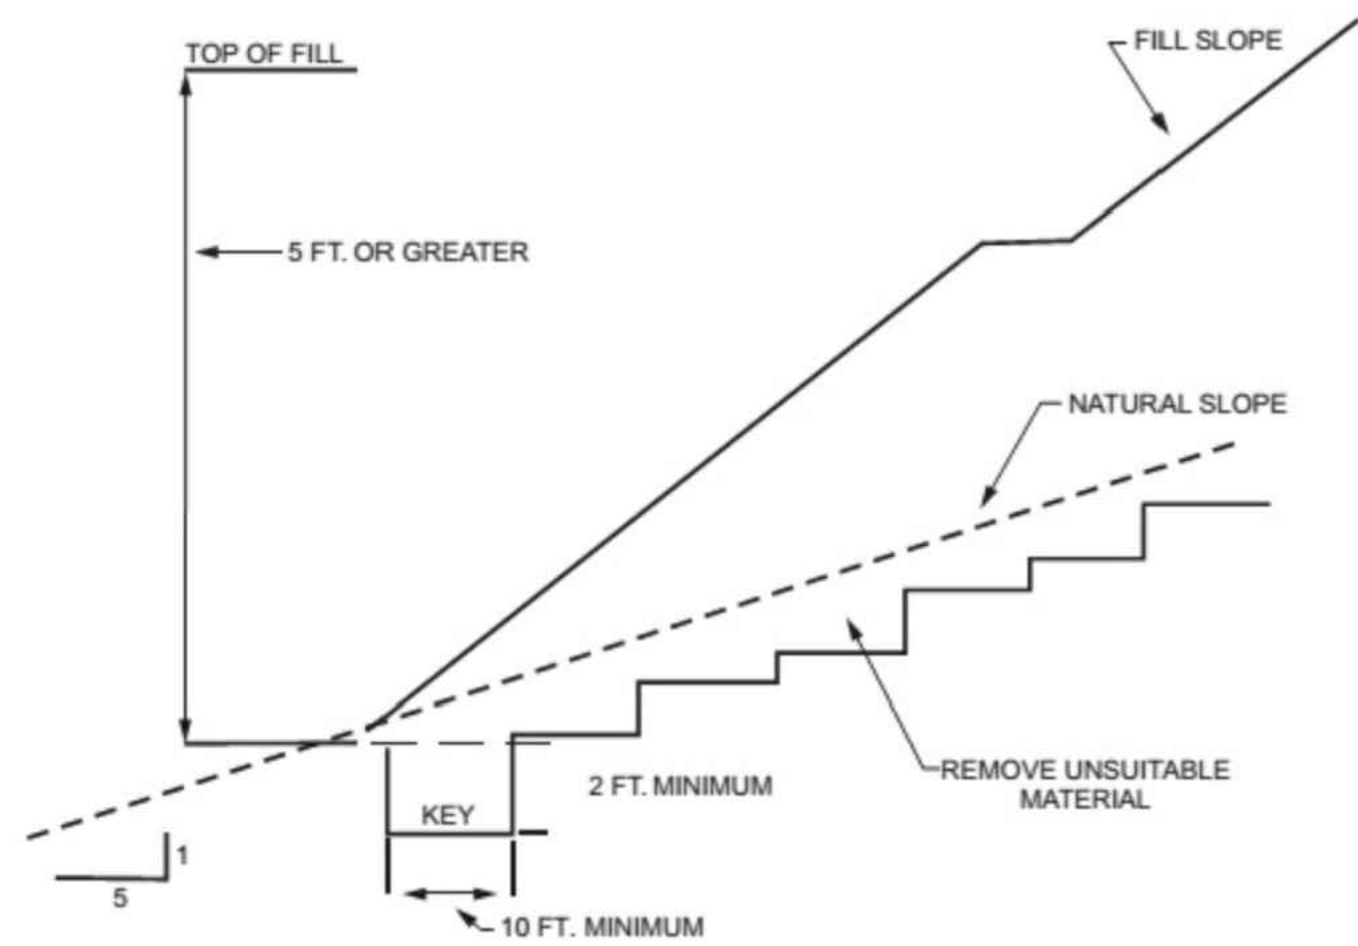 TOP OF FILL
FILL SLOPE
5 FT. OR GREATER
NATURAL SLOPE
REMOVE UNSUITABLE
MATERIAL
2 FT. MINIMUM
KEY
1
5
10 FT. MINIMUM